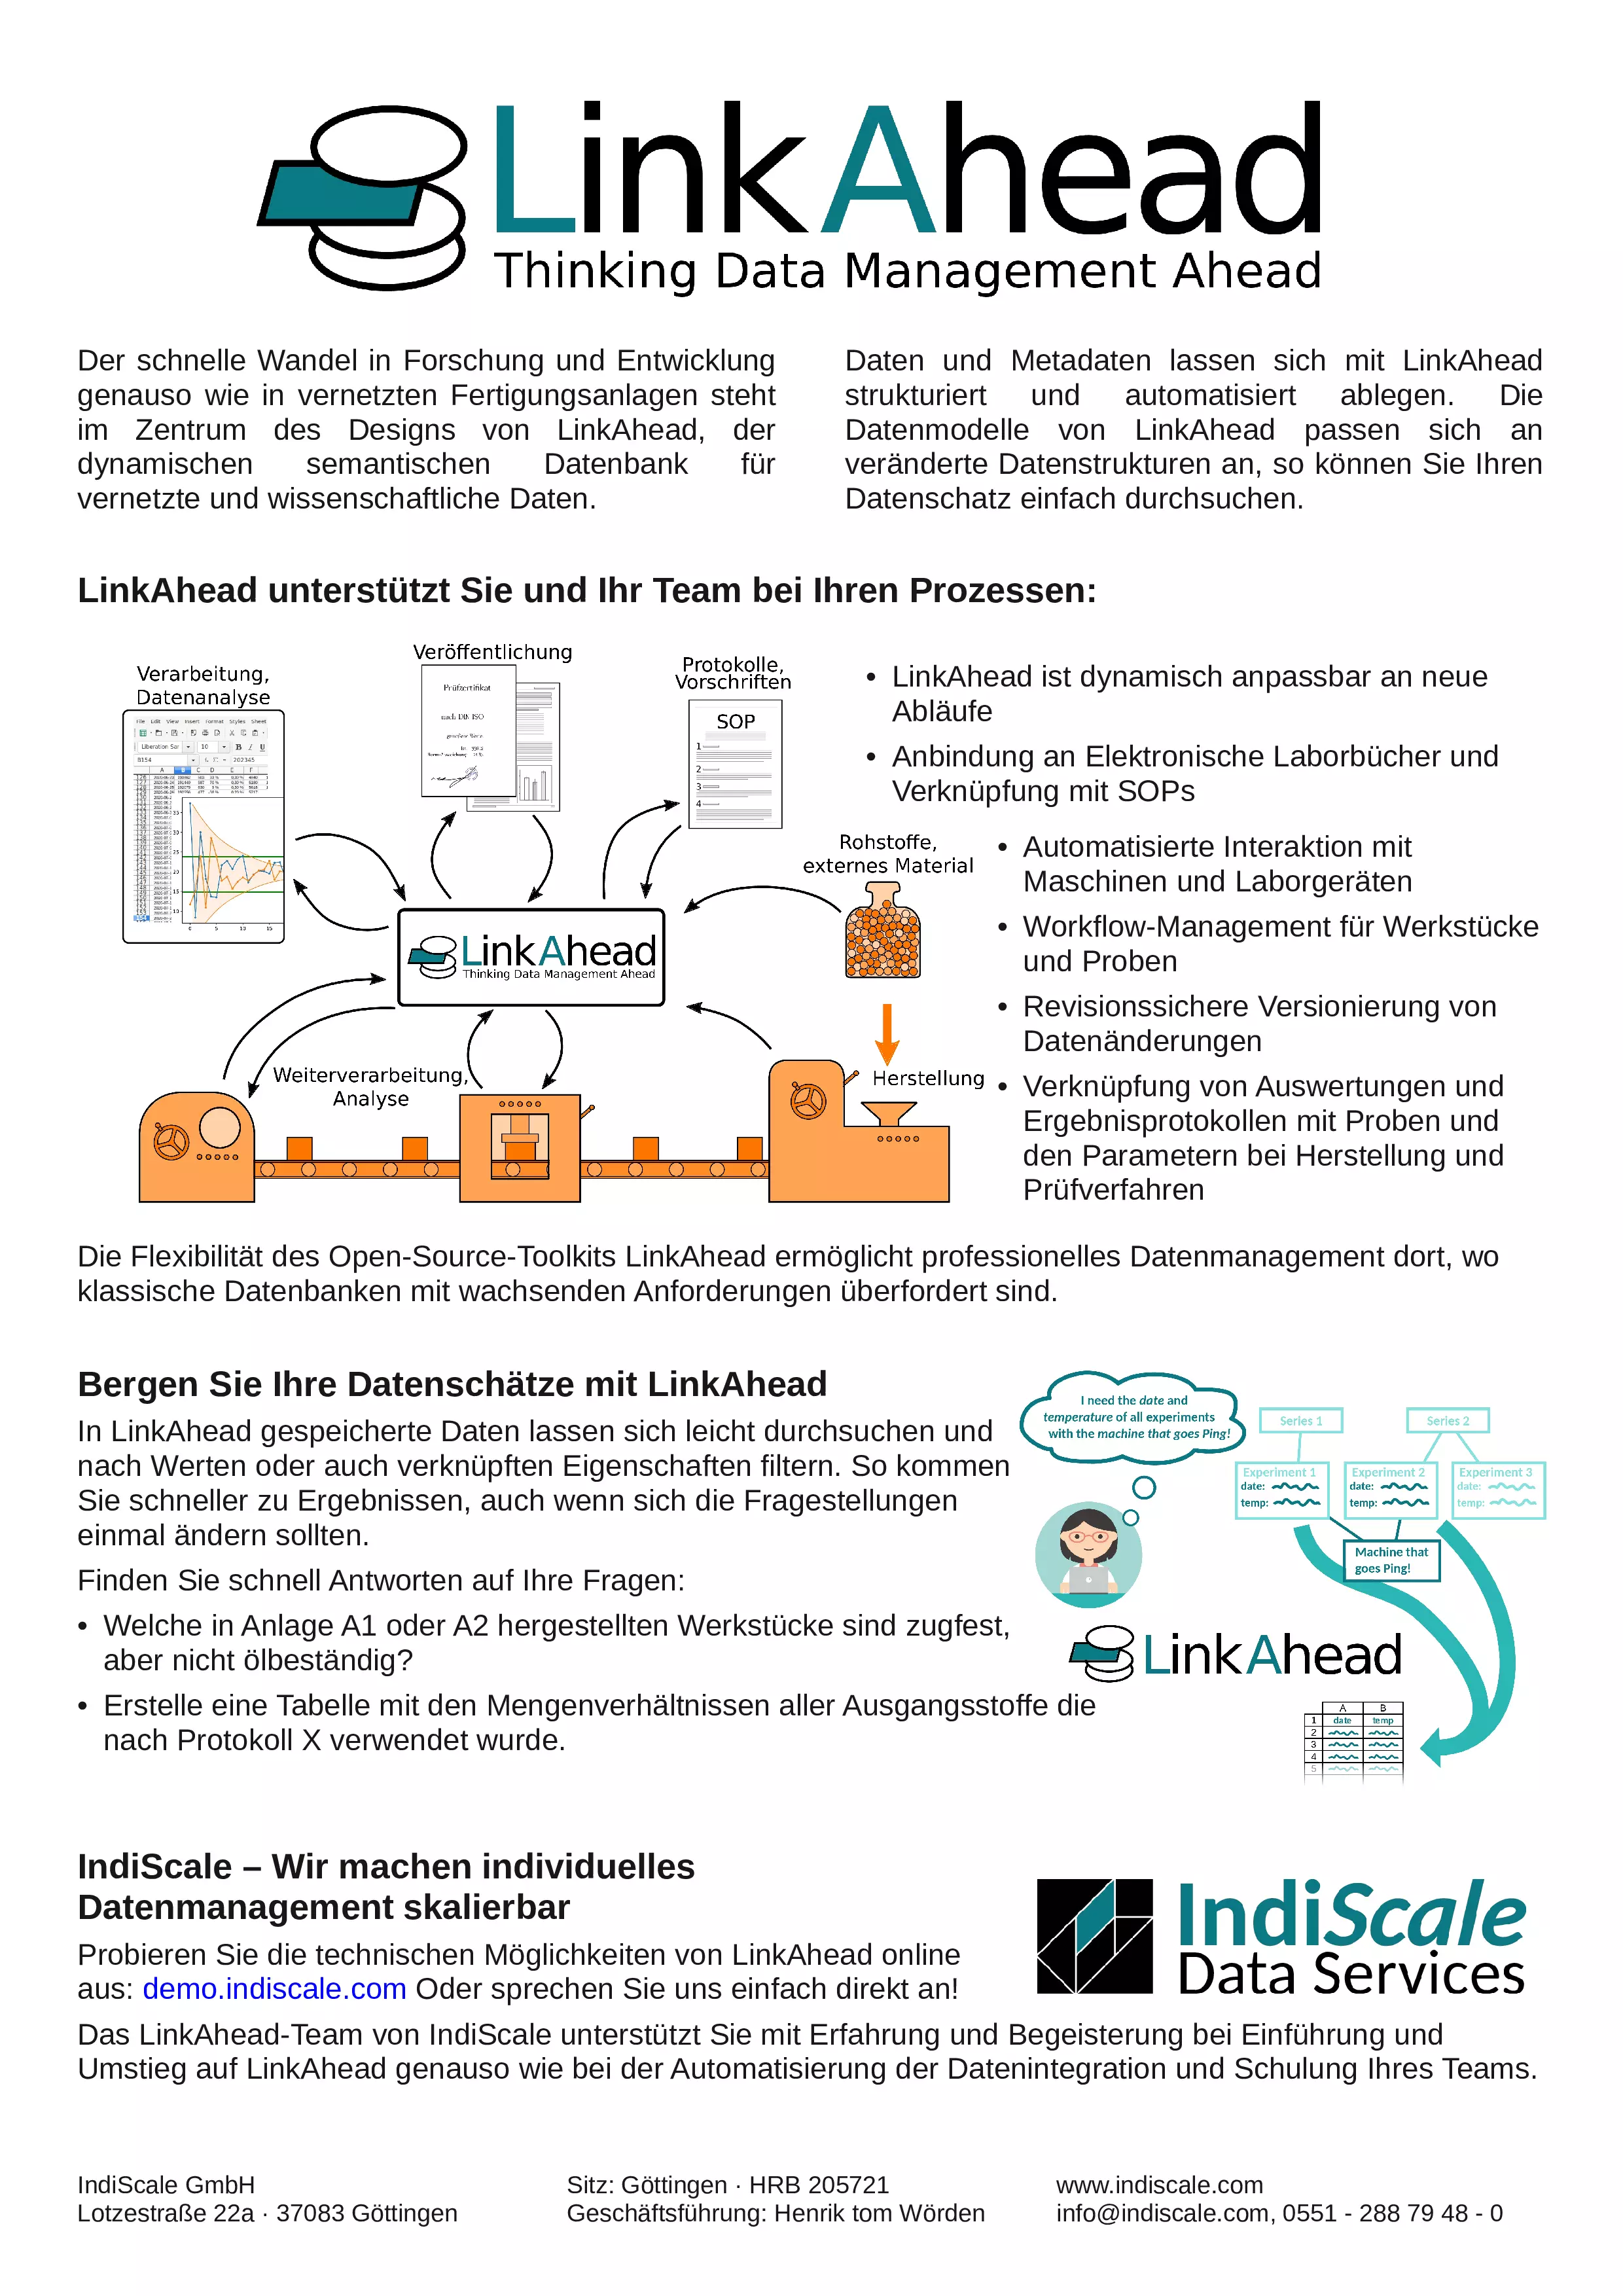 LinkAhead
Thinking Data Management Ahead
Der schnelle Wandel in Forschung und Entwicklung
genauso wie in vernetzten Fertigungsanlagen steht
im Zentrum des Designs von LinkAhead, der
dynamischen semantischen Datenbank für
vernetzte und wissenschaftliche Daten.
Daten und Metadaten lassen sich mit LinkAhead
strukturiert und automatisiert ablegen. Die
Datenmodelle von LinkAhead passen sich an
veränderte Datenstrukturen an, so können Sie Ihren
Datenschatz einfach durchsuchen.
LinkAhead unterstützt Sie und Ihr Team bei Ihren Prozessen:
Verarbeitung,
Datenanalyse
File Edit View Insert Format Styles Sheet
Liberation Sar 10
B154 202345
Veröffentlichung
Prüfzertifikat
nach DIN ISO
Protokolle,
Vorschriften
SOP
1
2
3
4
Rohstoffe,
externes Material
LinkAhead
Thinking Data Management Ahead
Weiterverarbeitung,
Analyse
Herstellung
• LinkAhead ist dynamisch anpassbar an neue
Abläufe
• Anbindung an Elektronische Laborbücher und
Verknüpfung mit SOPs
• Automatisierte Interaktion mit
Maschinen und Laborgeräten
• Workflow-Management für Werkstücke
und Proben
• Revisionssichere Versionierung von
Datenänderungen
• Verknüpfung von Auswertungen und
Ergebnisprotokollen mit Proben und
den Parametern bei Herstellung und
Prüfverfahren
Die Flexibilität des Open-Source-Toolkits LinkAhead ermöglicht professionelles Datenmanagement dort, wo
klassische Datenbanken mit wachsenden Anforderungen überfordert sind.
Bergen Sie Ihre Datenschätze mit LinkAhead
In LinkAhead gespeicherte Daten lassen sich leicht durchsuchen und
nach Werten oder auch verknüpften Eigenschaften filtern. So kommen
Sie schneller zu Ergebnissen, auch wenn sich die Fragestellungen
einmal ändern sollten.
Finden Sie schnell Antworten auf Ihre Fragen:
• Welche in Anlage A1 oder A2 hergestellten Werkstücke sind zugfest,
aber nicht ölbeständig?
• Erstelle eine Tabelle mit den Mengenverhältnissen aller Ausgangsstoffe die
nach Protokoll X verwendet wurde.
I need the date and
temperature of all experiments
with the machine that goes Ping!
Series 1
Series 2
Experiment 1
date:
temp:
Experiment 2
date:
temp:
Experiment 3
date:
temp:
Machine that
goes Ping!
LinkAhead
A B
1 date temp
2
3
4
5
IndiScale – Wir machen individuelles
Datenmanagement skalierbar
Probieren Sie die technischen Möglichkeiten von LinkAhead online
aus: demo.indiscale.com Oder sprechen Sie uns einfach direkt an!
IndiScale
Data Services
Das LinkAhead-Team von IndiScale unterstützt Sie mit Erfahrung und Begeisterung bei Einführung und
Umstieg auf LinkAhead genauso wie bei der Automatisierung der Datenintegration und Schulung Ihres Teams.
IndiScale GmbH
Lotzestraße 22a · 37083 Göttingen
Sitz: Göttingen · HRB 205721
Geschäftsführung: Henrik tom Wörden
www.indiscale.com
info@indiscale.com, 0551 - 288 79 48 - 0